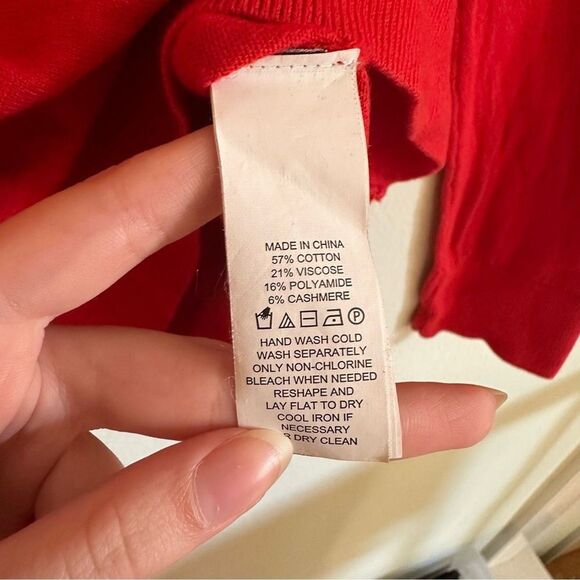 MADE IN CHINA
57% COTTON
21% VISCOSE
16% POLYAMIDE
6% CASHMERE
P
HAND WASH COLD
WASH SEPARATELY
ONLY NON-CHLORINE
BLEACH WHEN NEEDED
RESHAPE AND
LAY FLAT TO DRY
COOL IRON IF
NECESSARY
DRY CLEAN